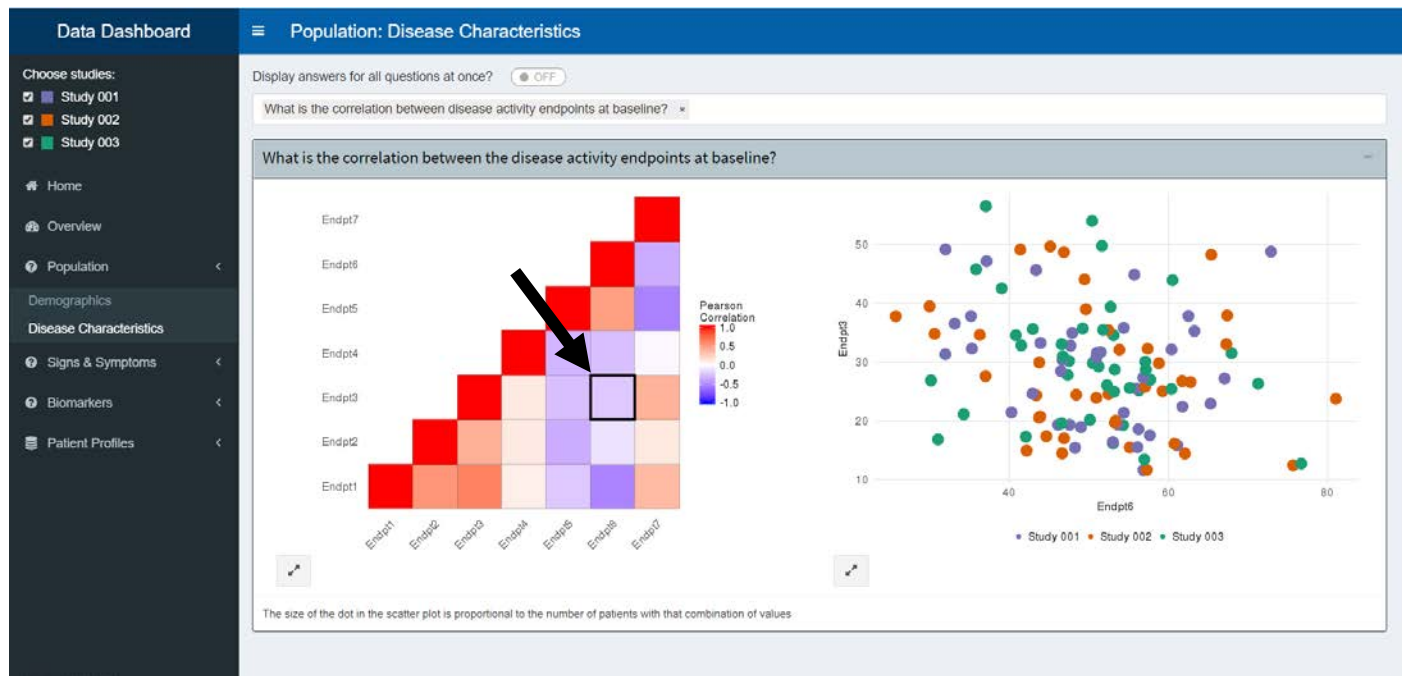 Data Dashboard
Population: Disease Characteristics
Choose studies:
Study 001
Study 002
Study 003
Home
Overview
Population
Demographics
Disease Characteristics
Signs & Symptoms
Biomarkers
Patient Profiles
Display answers for all questions at once? OFF
What is the correlation between disease activity endpoints at baseline? ×
What is the correlation between the disease activity endpoints at baseline?
Endpt7
Endpt6
Endpt5
Endpt4
Endpt3
Endpt2
Endpt1
Endpt1 Endpt2 Endpt3 Endpt4 Endpt5 Endpt6 Endpt7
Pearson
Correlation
1.0
0.5
0.0
-0.5
-1.0
Endpt3
50
40
30
20
10
40 60 80
Endpt6
Study 001 Study 002 Study 003
The size of the dot in the scatter plot is proportional to the number of patients with that combination of values